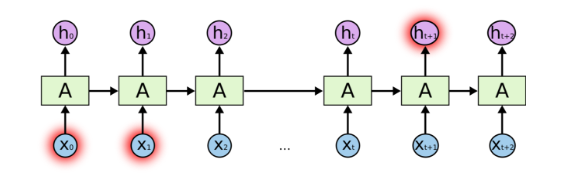 h₀ h₁ h₂ hₜ hₜ₊₁ hₜ₊₂
A A A A A A
x₀ x₁ x₂ ... xₜ xₜ₊₁ xₜ₊₂